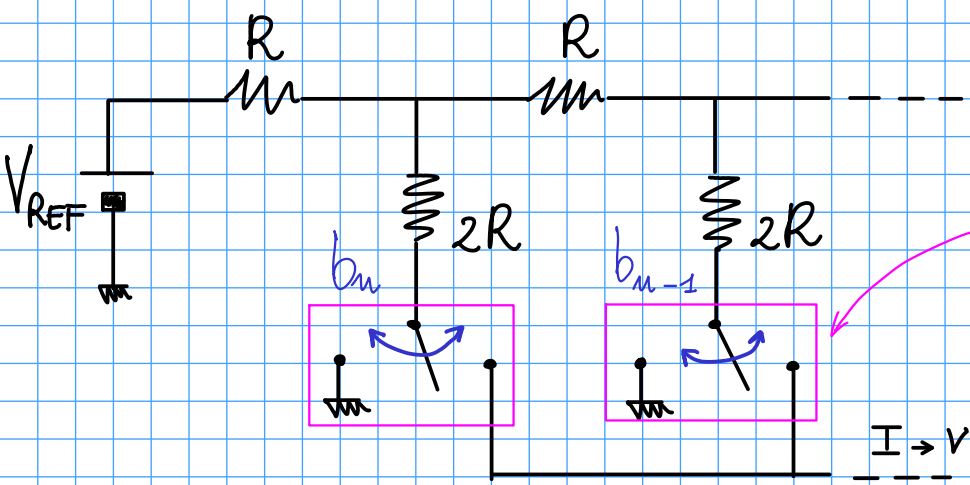 R R
V_REF
2R 2R
b_n b_n-1
I → V